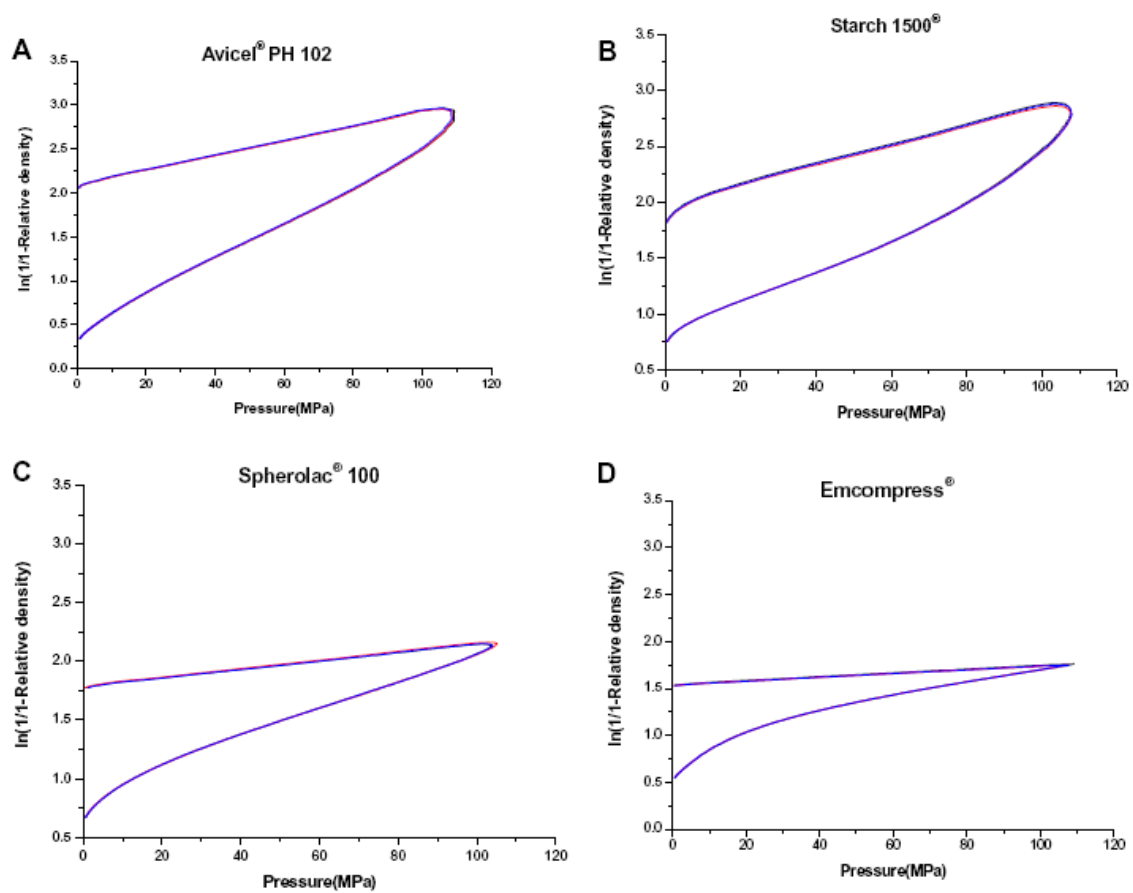 A
Avicel® PH 102
ln(1/1-Relative density)
3.5
3.0
2.5
2.0
1.5
1.0
0.5
0.0
0 20 40 60 80 100 120
Pressure(MPa)
B
Starch 1500®
ln(1/1-Relative density)
3.5
3.0
2.5
2.0
1.5
1.0
0.5
0 20 40 60 80 100 120
Pressure(MPa)
C
Spherolac® 100
ln(1/1-Relative density)
3.5
3.0
2.5
2.0
1.5
1.0
0.5
0 20 40 60 80 100 120
Pressure(MPa)
D
Emcompress®
ln(1/1-Relative density)
3.5
3.0
2.5
2.0
1.5
1.0
0.5
0.0
0 20 40 60 80 100 120
Pressure(MPa)